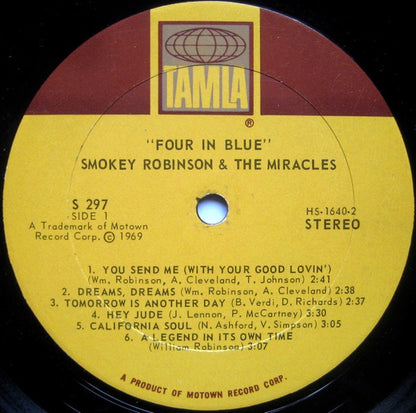 TAMLA
®
"FOUR IN BLUE"
SMOKEY ROBINSON & THE MIRACLES
S 297
SIDE 1
A Trademark of Motown
Record Corp. © 1969
HS-1640-2
STEREO
1. YOU SEND ME (WITH YOUR GOOD LOVIN')
(Wm. Robinson, A. Cleveland, T. Johnson) 2:41
2. DREAMS, DREAMS (Wm. Robinson, A. Cleveland) 2:38
3. TOMORROW IS ANOTHER DAY (B. Verdi, D. Richards) 2:37
4. HEY JUDE (J. Lennon, P. McCartney) 3:30
5. CALIFORNIA SOUL (N. Ashford, V. Simpson) 3:05
6. A LEGEND IN ITS OWN TIME
(William Robinson) 3:07
A PRODUCT OF MOTOWN RECORD CORP.